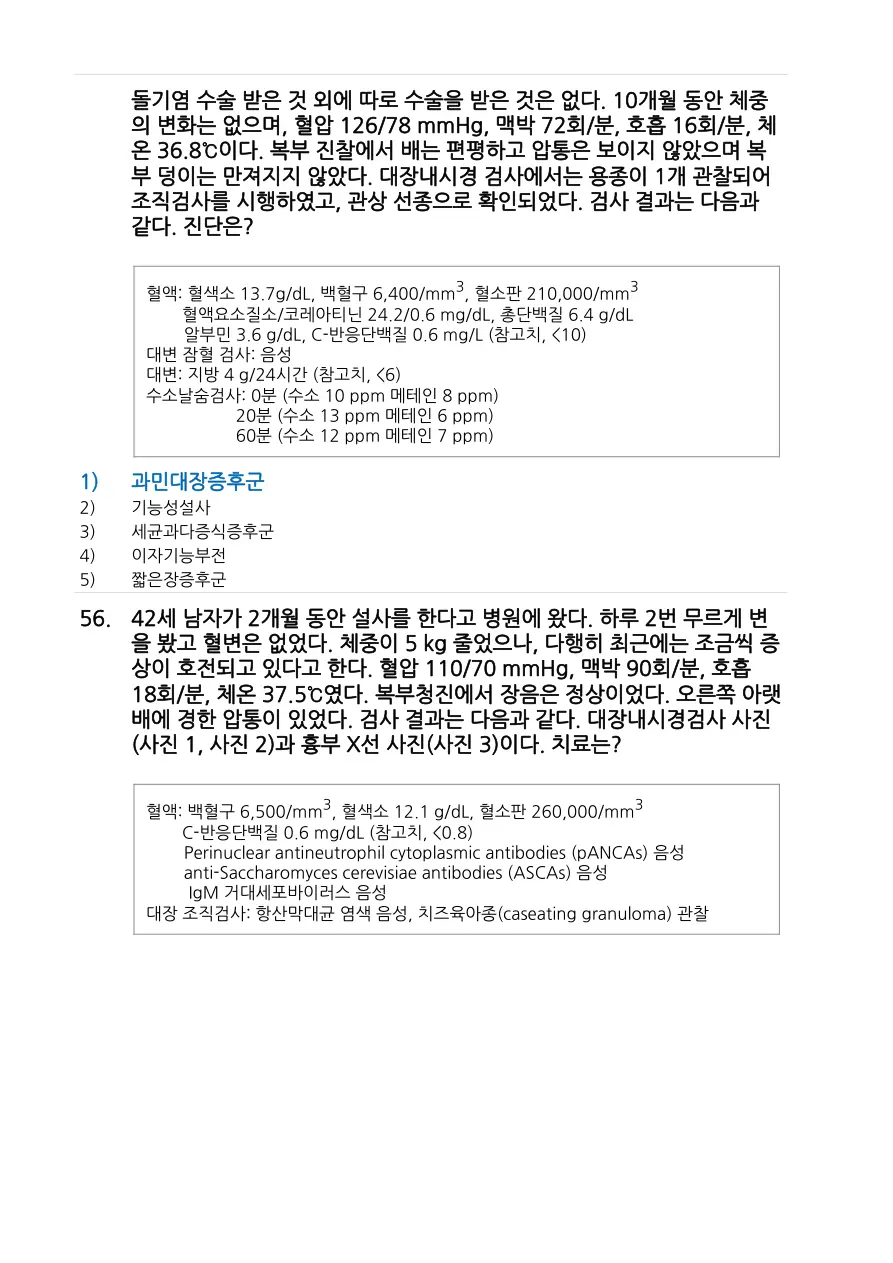 돌기염 수술 받은 것 외에 따로 수술을 받은 것은 없다. 10개월 동안 체중
의 변화는 없으며, 혈압 126/78 mmHg, 맥박 72회/분, 호흡 16회/분, 체
온 36.8℃이다. 복부 진찰에서 배는 편평하고 압통은 보이지 않았으며 복
부 덩이는 만져지지 않았다. 대장내시경 검사에서는 용종이 1개 관찰되어
조직검사를 시행하였고, 관상 선종으로 확인되었다. 검사 결과는 다음과
같다. 진단은?
혈액: 혈색소 13.7g/dL, 백혈구 6,400/mm³, 혈소판 210,000/mm³
혈액요소질소/코레아티닌 24.2/0.6 mg/dL, 총단백질 6.4 g/dL
알부민 3.6 g/dL, C-반응단백질 0.6 mg/L (참고치, <10)
대변 잠혈 검사: 음성
대변: 지방 4 g/24시간 (참고치, <6)
수소날숨검사: 0분 (수소 10 ppm 메테인 8 ppm)
20분 (수소 13 ppm 메테인 6 ppm)
60분 (수소 12 ppm 메테인 7 ppm)
1) 과민대장증후군
2) 기능성설사
3) 세균과다증식증후군
4) 이자기능부전
5) 짧은장증후군
56. 42세 남자가 2개월 동안 설사를 한다고 병원에 왔다. 하루 2번 무르게 변
을 봤고 혈변은 없었다. 체중이 5 kg 줄었으나, 다행히 최근에는 조금씩 증
상이 호전되고 있다고 한다. 혈압 110/70 mmHg, 맥박 90회/분, 호흡
18회/분, 체온 37.5℃였다. 복부청진에서 장음은 정상이었다. 오른쪽 아랫
배에 경한 압통이 있었다. 검사 결과는 다음과 같다. 대장내시경검사 사진
(사진 1, 사진 2)과 흉부 X선 사진(사진 3)이다. 치료는?
혈액: 백혈구 6,500/mm³, 혈색소 12.1 g/dL, 혈소판 260,000/mm³
C-반응단백질 0.6 mg/dL (참고치, <0.8)
Perinuclear antineutrophil cytoplasmic antibodies (pANCAs) 음성
anti-Saccharomyces cerevisiae antibodies (ASCAs) 음성
IgM 거대세포바이러스 음성
대장 조직검사: 항산막대균 염색 음성, 치즈육아종(caseating granuloma) 관찰